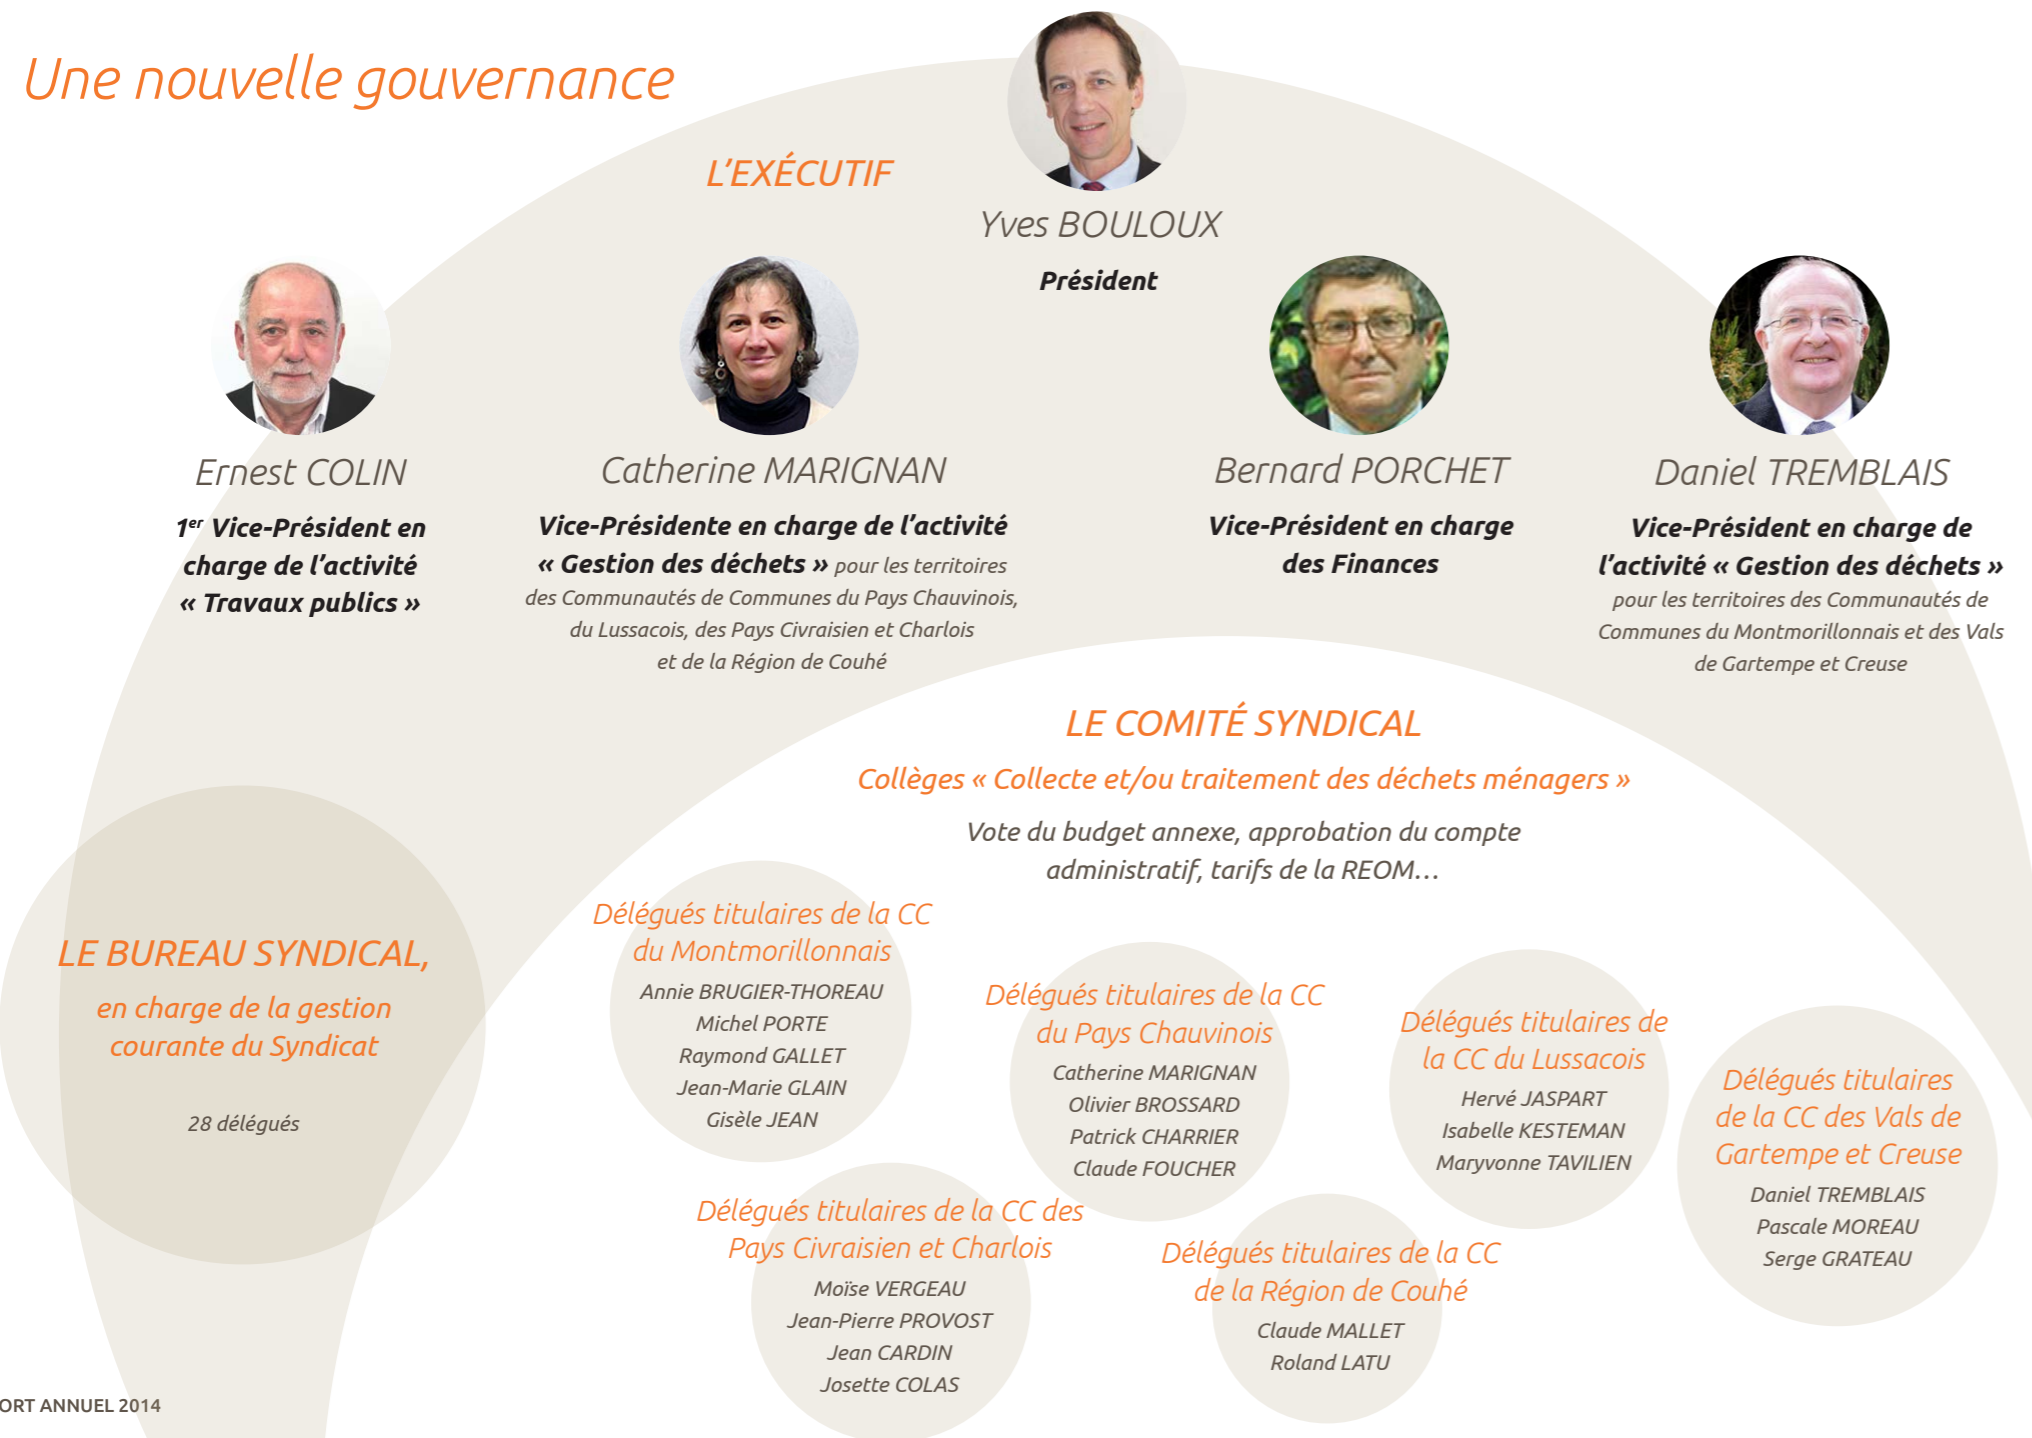 Une nouvelle gouvernance
L'EXÉCUTIF
Yves BOULOUX
Président
Ernest COLIN
1er Vice-Président en
charge de l'activité
« Travaux publics »
Catherine MARIGNAN
Vice-Présidente en charge de l'activité
« Gestion des déchets » pour les territoires
des Communautés de Communes du Pays Chauvinois,
du Lussacois, des Pays Civraisien et Charlois
et de la Région de Couhé
Bernard PORCHET
Vice-Président en charge
des Finances
Daniel TREMBLAIS
Vice-Président en charge de
l'activité « Gestion des déchets »
pour les territoires des Communautés de
Communes du Montmorillonnais et des Vals
de Gartempe et Creuse
LE COMITÉ SYNDICAL
Collèges « Collecte et/ou traitement des déchets ménagers »
Vote du budget annexe, approbation du compte
administratif, tarifs de la REOM…
LE BUREAU SYNDICAL,
en charge de la gestion
courante du Syndicat
28 délégués
Délégués titulaires de la CC
du Montmorillonnais
Annie BRUGIER-THOREAU
Michel PORTE
Raymond GALLET
Jean-Marie GLAIN
Gisèle JEAN
Délégués titulaires de la CC
du Pays Chauvinois
Catherine MARIGNAN
Olivier BROSSARD
Patrick CHARRIER
Claude FOUCHER
Délégués titulaires de
la CC du Lussacois
Hervé JASPART
Isabelle KESTEMAN
Maryvonne TAVILIEN
Délégués titulaires
de la CC des Vals de
Gartempe et Creuse
Daniel TREMBLAIS
Pascale MOREAU
Serge GRATEAU
Délégués titulaires de la CC des
Pays Civraisien et Charlois
Moïse VERGEAU
Jean-Pierre PROVOST
Jean CARDIN
Josette COLAS
Délégués titulaires de la CC
de la Région de Couhé
Claude MALLET
Roland LATU
ORT ANNUEL 2014